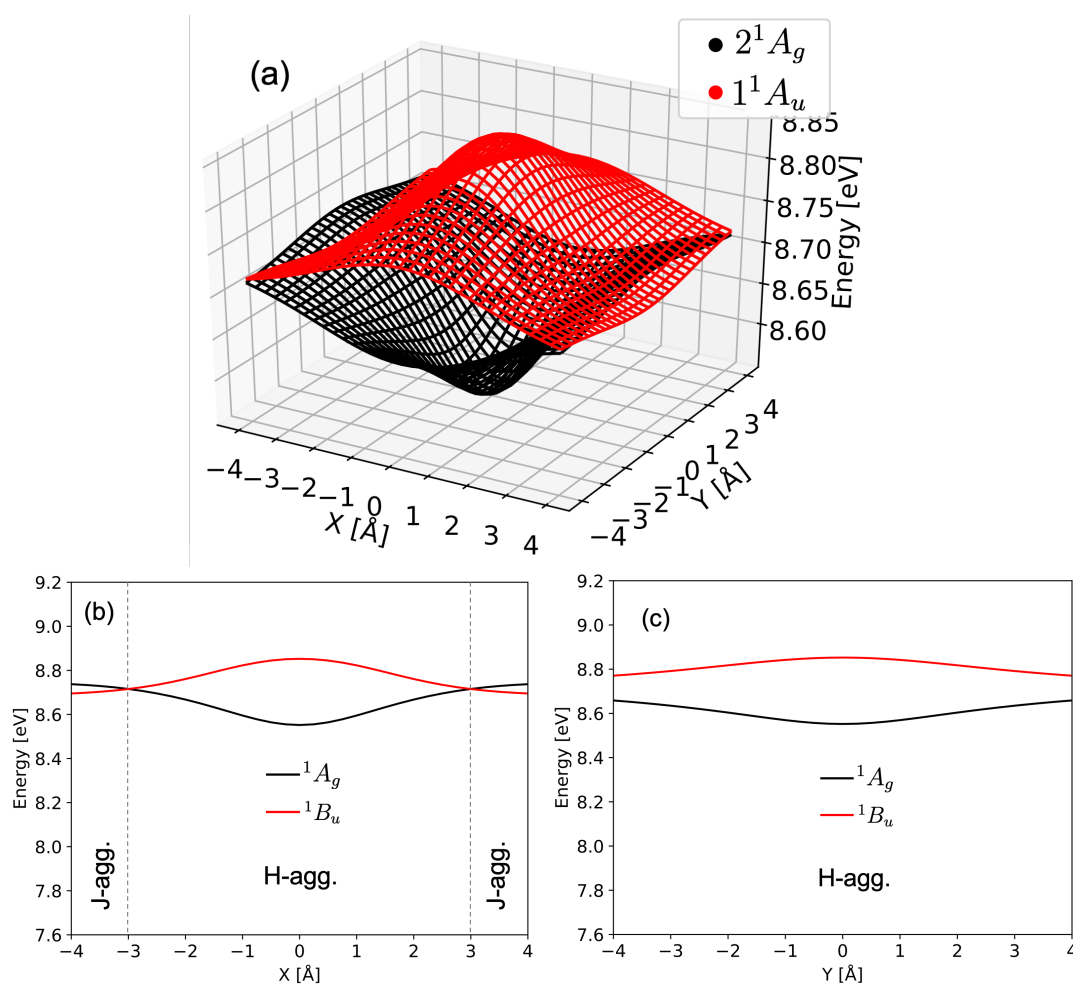 (a)
2¹A_g
1¹A_u
8.85
8.80
8.75
8.70
8.65
8.60
Energy [eV]
−4 −3 −2 −1 0 1 2 3 4
X [Å]
−4 −3 −2 −1 0 1 2 3 4
Y [Å]
(b)
9.2
9.0
8.8
8.6
8.4
8.2
8.0
7.8
7.6
Energy [eV]
¹A_g
¹B_u
J-agg.
H-agg.
J-agg.
−4 −3 −2 −1 0 1 2 3 4
X [Å]
(c)
9.2
9.0
8.8
8.6
8.4
8.2
8.0
7.8
7.6
Energy [eV]
¹A_g
¹B_u
H-agg.
−4 −3 −2 −1 0 1 2 3 4
Y [Å]